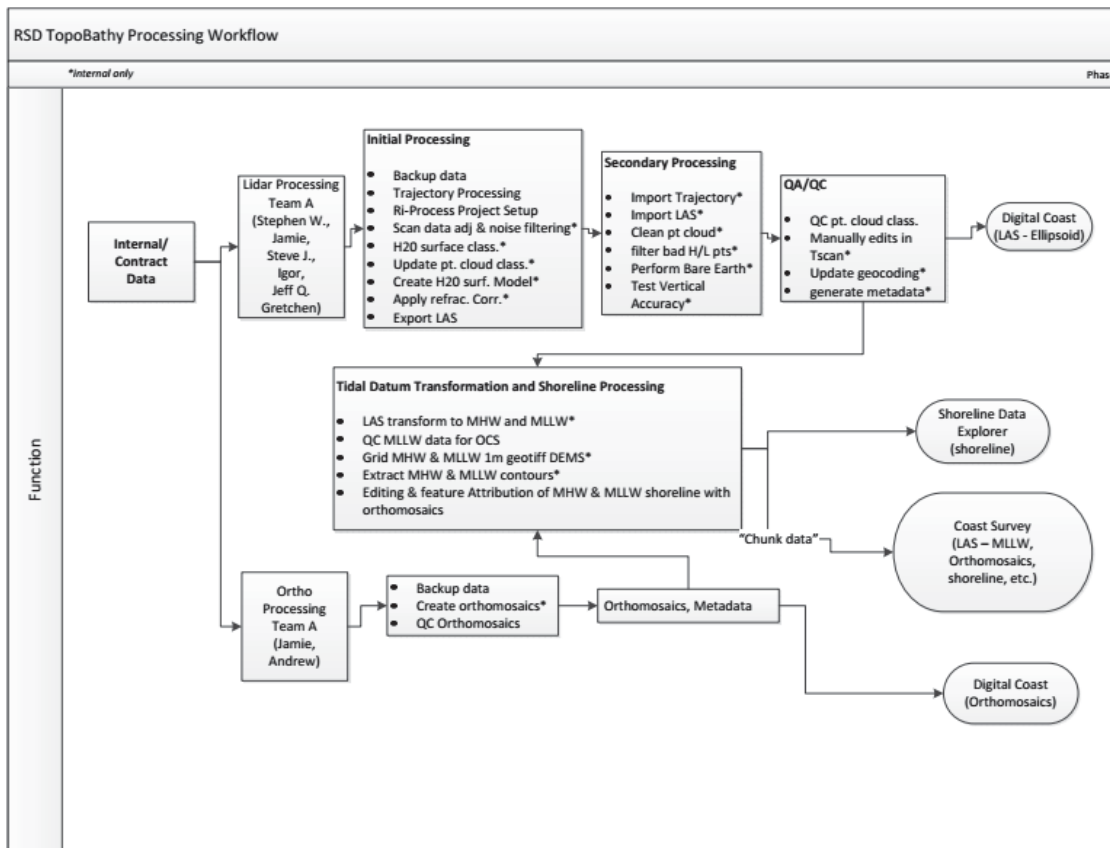 RSD TopoBathy Processing Workflow
*Internal only
Phas
Function
Internal/
Contract
Data
Lidar Processing
Team A
(Stephen W.,
Jamie,
Steve J.,
Igor,
Jeff Q.
Gretchen)
Initial Processing
• Backup data
• Trajectory Processing
• Ri-Process Project Setup
• Scan data adj & noise filtering*
• H20 surface class.*
• Update pt. cloud class.*
• Create H20 surf. Model*
• Apply refrac. Corr.*
• Export LAS
Secondary Processing
• Import Trajectory*
• Import LAS*
• Clean pt cloud*
• filter bad H/L pts*
• Perform Bare Earth*
• Test Vertical
Accuracy*
QA/QC
• QC pt. cloud class.
• Manually edits in
Tscan*
• Update geocoding*
• generate metadata*
Digital Coast
(LAS - Ellipsoid)
Tidal Datum Transformation and Shoreline Processing
• LAS transform to MHW and MLLW*
• QC MLLW data for OCS
• Grid MHW & MLLW 1m geotiff DEMS*
• Extract MHW & MLLW contours*
• Editing & feature Attribution of MHW & MLLW shoreline with
orthomosaics
Shoreline Data
Explorer
(shoreline)
"Chunk data"
Coast Survey
(LAS – MLLW,
Orthomosaics,
shoreline, etc.)
Ortho
Processing
Team A
(Jamie,
Andrew)
• Backup data
• Create orthomosaics*
• QC Orthomosaics
Orthomosaics, Metadata
Digital Coast
(Orthomosaics)